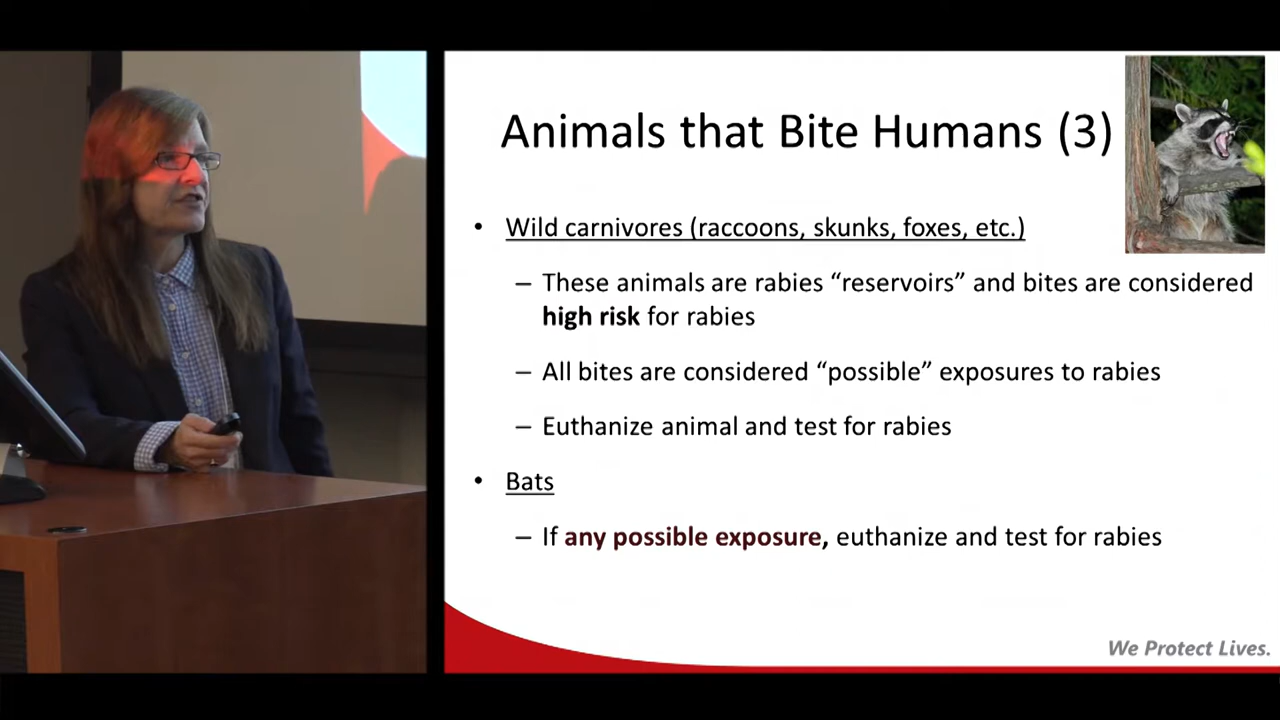 Animals that Bite Humans (3)
• Wild carnivores (raccoons, skunks, foxes, etc.)
– These animals are rabies “reservoirs” and bites are considered
high risk for rabies
– All bites are considered “possible” exposures to rabies
– Euthanize animal and test for rabies
• Bats
– If any possible exposure, euthanize and test for rabies
We Protect Lives.